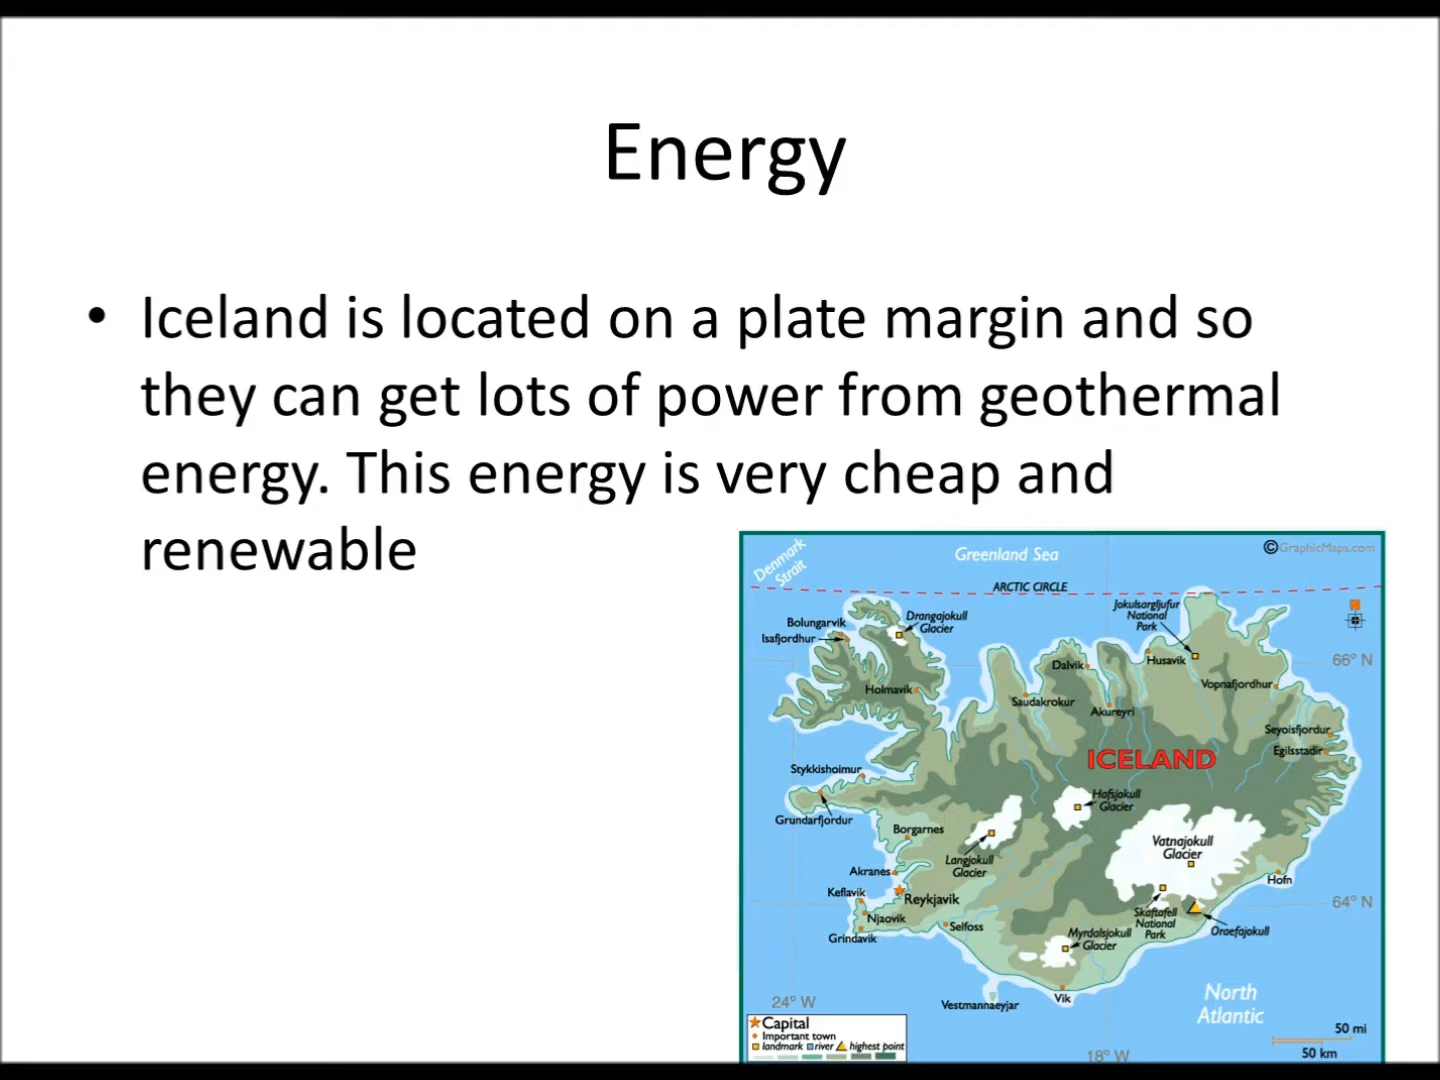 Energy
• Iceland is located on a plate margin and so
they can get lots of power from geothermal
energy. This energy is very cheap and
renewable
Denmark
Strait
Greenland Sea
©GraphicMaps.com
ARCTIC CIRCLE
Bolungarvik
Isafjordhur
Drangajokull
Glacier
Jokulsargljufur
National
Park
66° N
Dalvik
Husavik
Holmavik
Saudakrokur
Akureyri
Vopnafjordhur
Seyoisfjordur
Egilsstadir
ICELAND
Stykkishoimur
Grundarfjordur
Hofsjokull
Glacier
Borgarnes
Langjokull
Glacier
Vatnajokull
Glacier
Akranes
Keflavik
Reykjavik
Njaovik
Grindavik
Selfoss
Hofn
64° N
Skaftafell
National
Park
Oraefajokull
Myrdalsjokull
Glacier
Vik
Vestmannaeyjar
24° W
North
Atlantic
Capital
Important town
landmark river highest point
18° W
50 mi
50 km